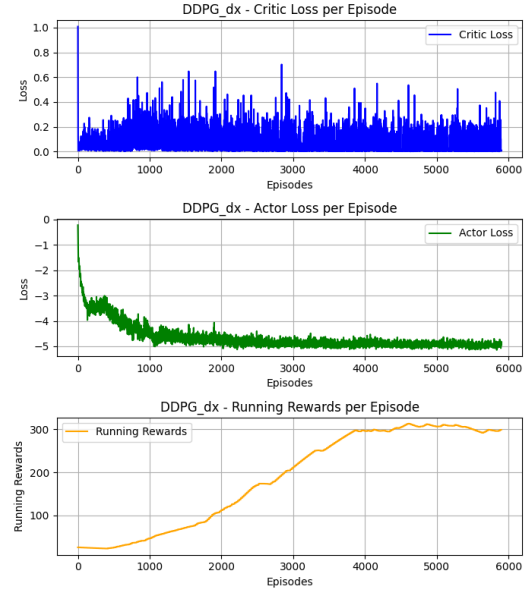 DDPG_dx - Critic Loss per Episode
1.0
0.8
0.6
0.4
0.2
0.0
Loss
Critic Loss
0 1000 2000 3000 4000 5000 6000
Episodes
DDPG_dx - Actor Loss per Episode
0
−1
−2
−3
−4
−5
Loss
Actor Loss
0 1000 2000 3000 4000 5000 6000
Episodes
DDPG_dx - Running Rewards per Episode
300
200
100
Running Rewards
Running Rewards
0 1000 2000 3000 4000 5000 6000
Episodes